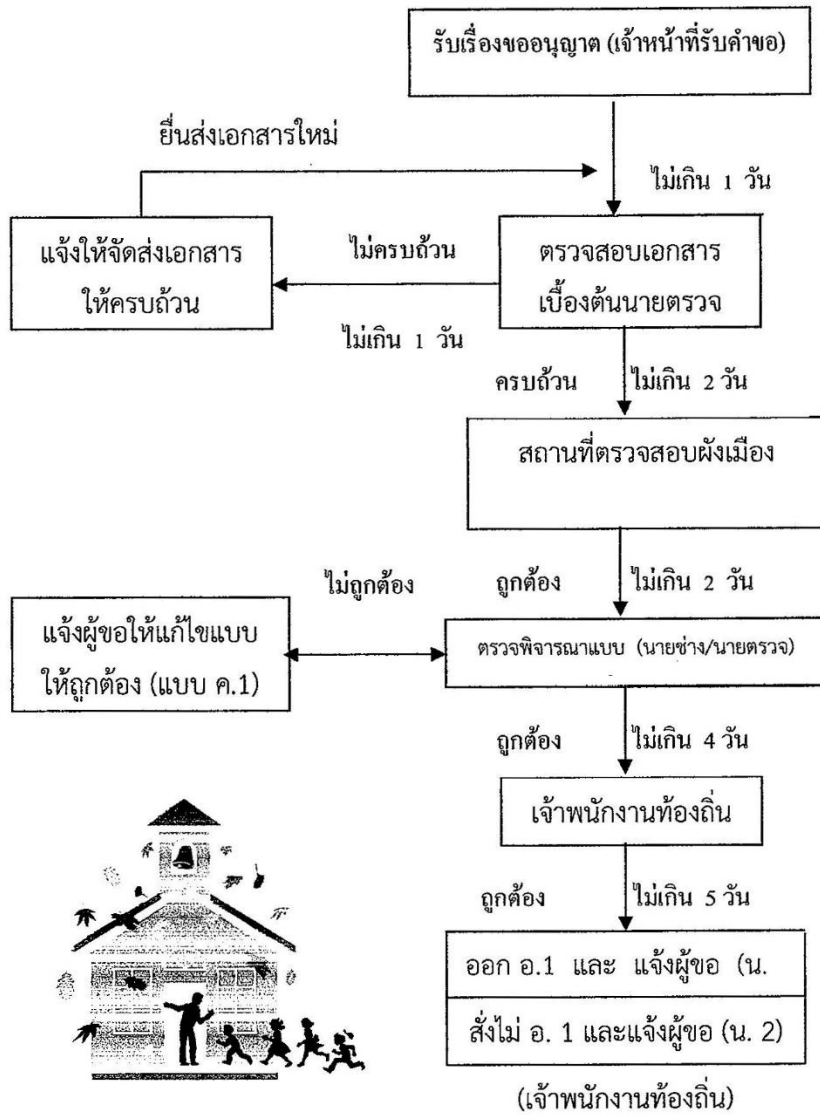 รับเรื่องขออนุญาต (เจ้าหน้าที่รับคำขอ)
ยื่นส่งเอกสารใหม่
ไม่เกิน 1 วัน
แจ้งให้จัดส่งเอกสาร
ให้ครบถ้วน
ไม่ครบถ้วน
ไม่เกิน 1 วัน
ตรวจสอบเอกสาร
เบื้องต้นนายตรวจ
ครบถ้วน ไม่เกิน 2 วัน
สถานที่ตรวจสอบผังเมือง
ไม่ถูกต้อง ถูกต้อง ไม่เกิน 2 วัน
แจ้งผู้ขอให้แก้ไขแบบ
ให้ถูกต้อง (แบบ ค.1)
ตรวจพิจารณาแบบ (นายช่าง/นายตรวจ)
ถูกต้อง ไม่เกิน 4 วัน
เจ้าพนักงานท้องถิ่น
ถูกต้อง ไม่เกิน 5 วัน
ออก อ.1 และ แจ้งผู้ขอ (น.
สั่งไม่ อ. 1 และแจ้งผู้ขอ (น. 2)
(เจ้าพนักงานท้องถิ่น)